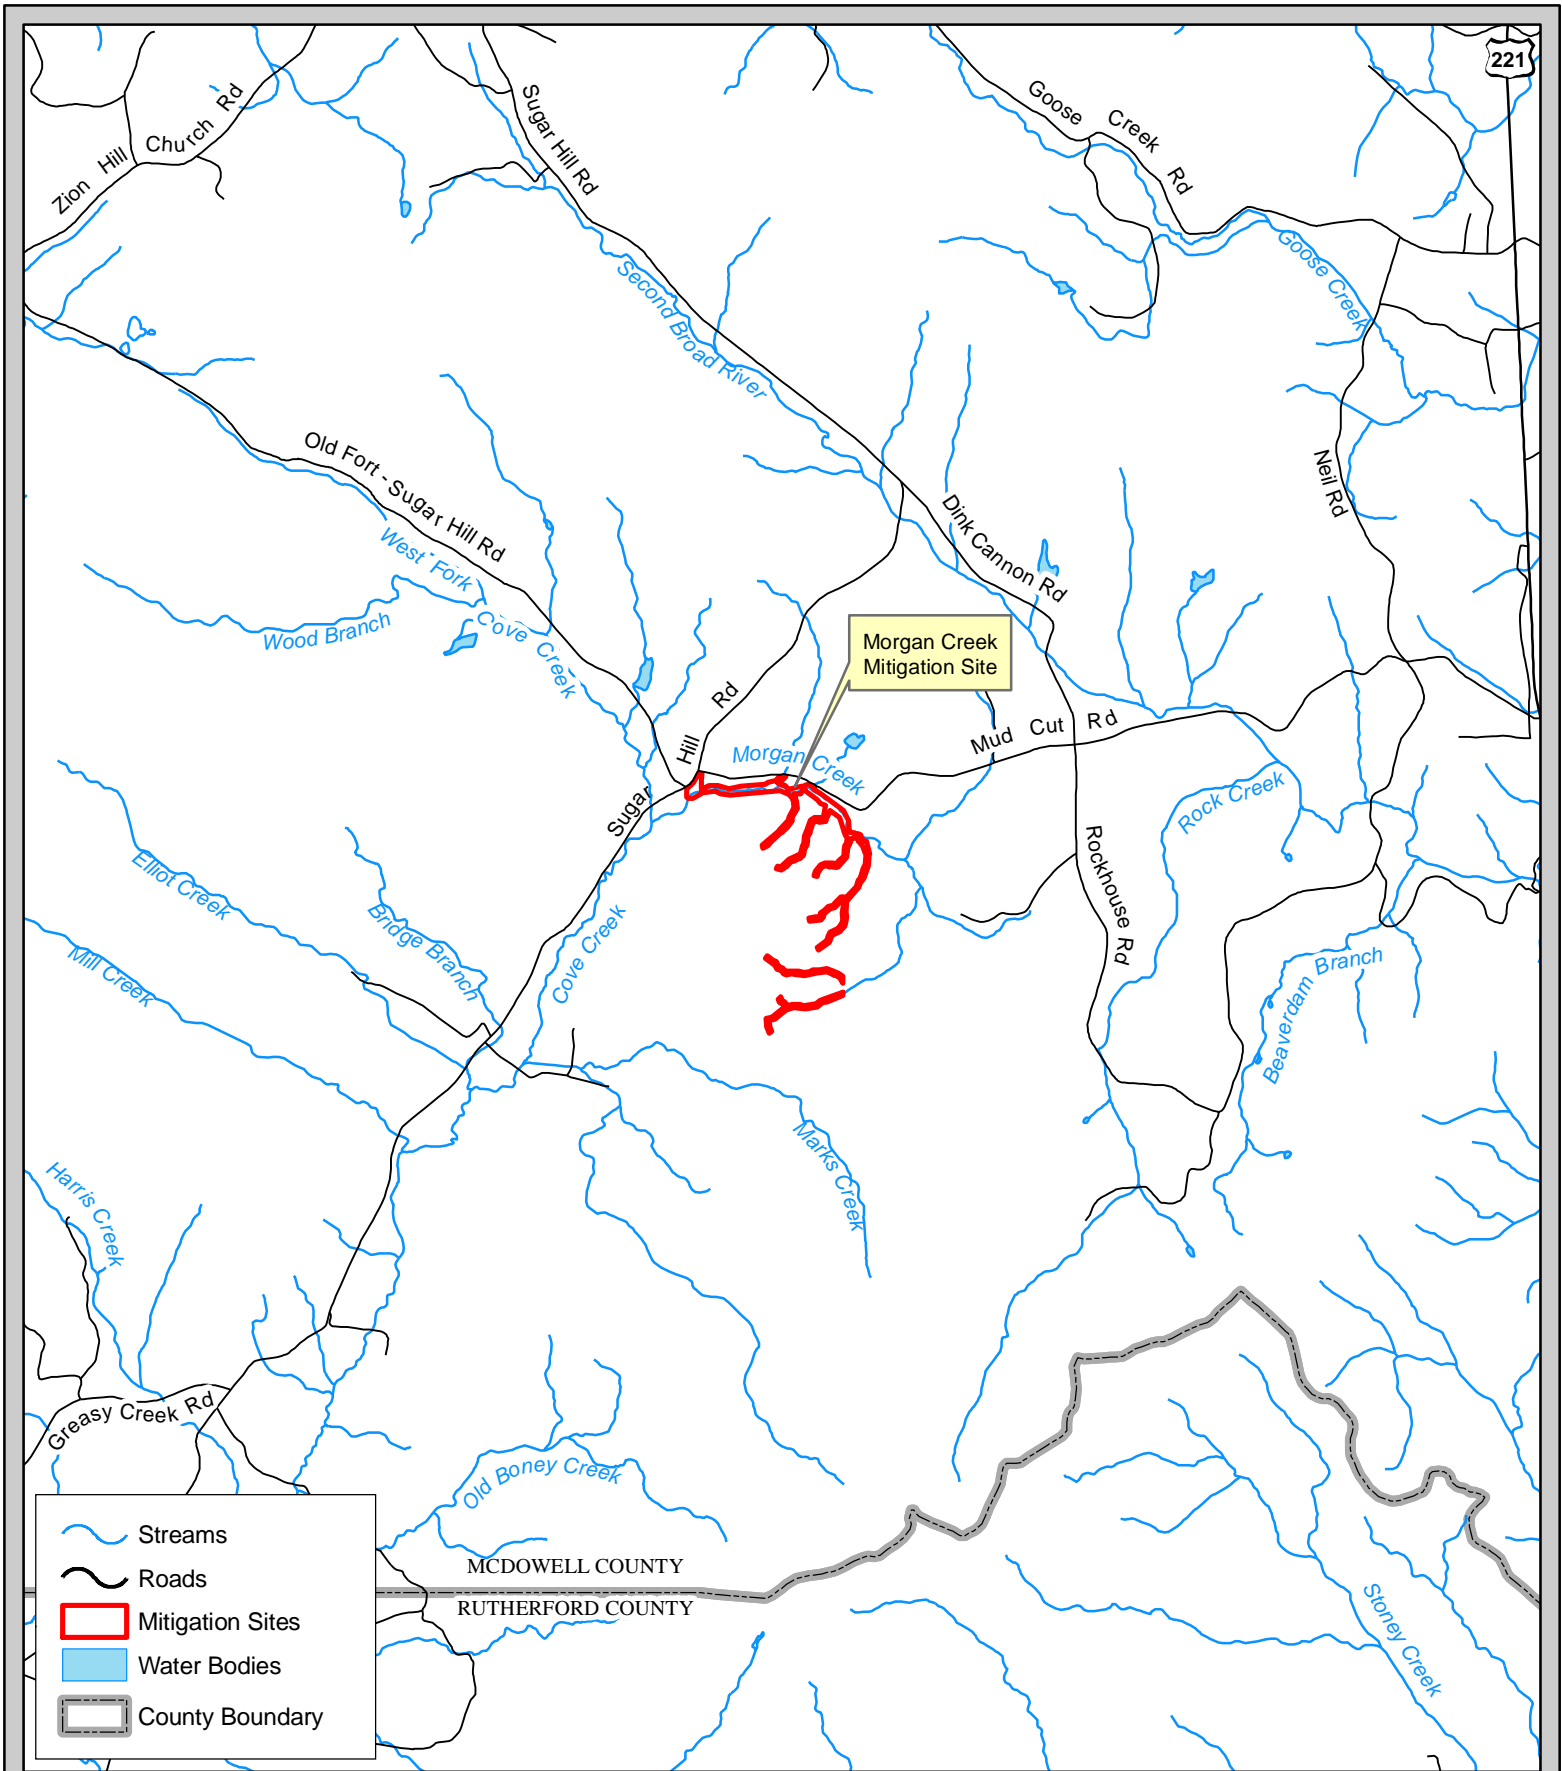 221
Zion Hill Church Rd
Sugar Hill Rd
Goose Creek Rd
Goose Creek
Second Broad River
Old Fort - Sugar Hill Rd
West Fork Cove Creek
Wood Branch
Dink Cannon Rd
Neil Rd
Morgan Creek
Mitigation Site
Sugar Hill Rd
Morgan Creek
Mud Cut Rd
Rock Creek
Rockhouse Rd
Elliot Creek
Bridge Branch
Mill Creek
Cove Creek
Beaverdam Branch
Marks Creek
Harris Creek
Greasy Creek Rd
Old Boney Creek
MCDOWELL COUNTY
RUTHERFORD COUNTY
Stoney Creek
Streams
Roads
Mitigation Sites
Water Bodies
County Boundary